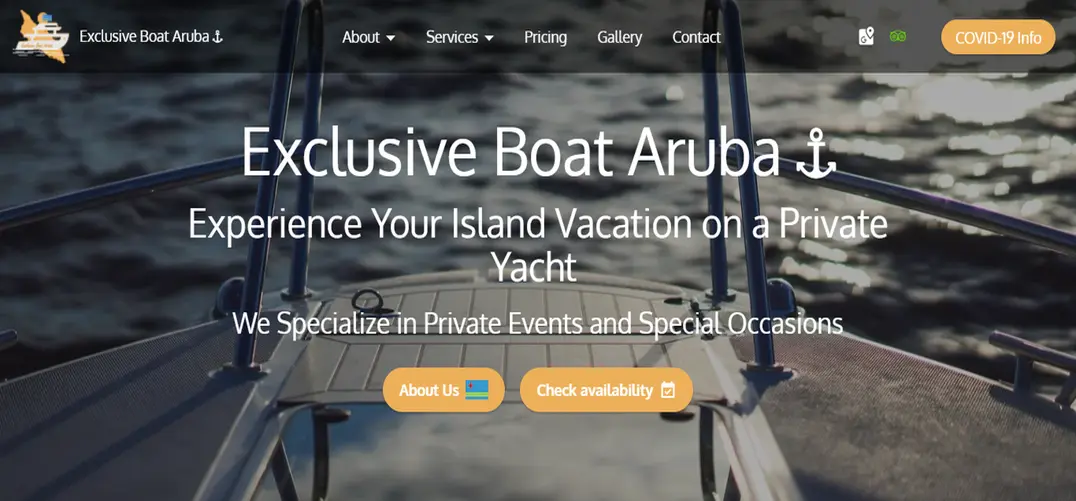 Exclusive Boat Aruba
About
Services
Pricing
Gallery
Contact
COVID-19 Info
Exclusive Boat Aruba
Experience Your Island Vacation on a Private
Yacht
We Specialize in Private Events and Special Occasions
About Us
Check availability